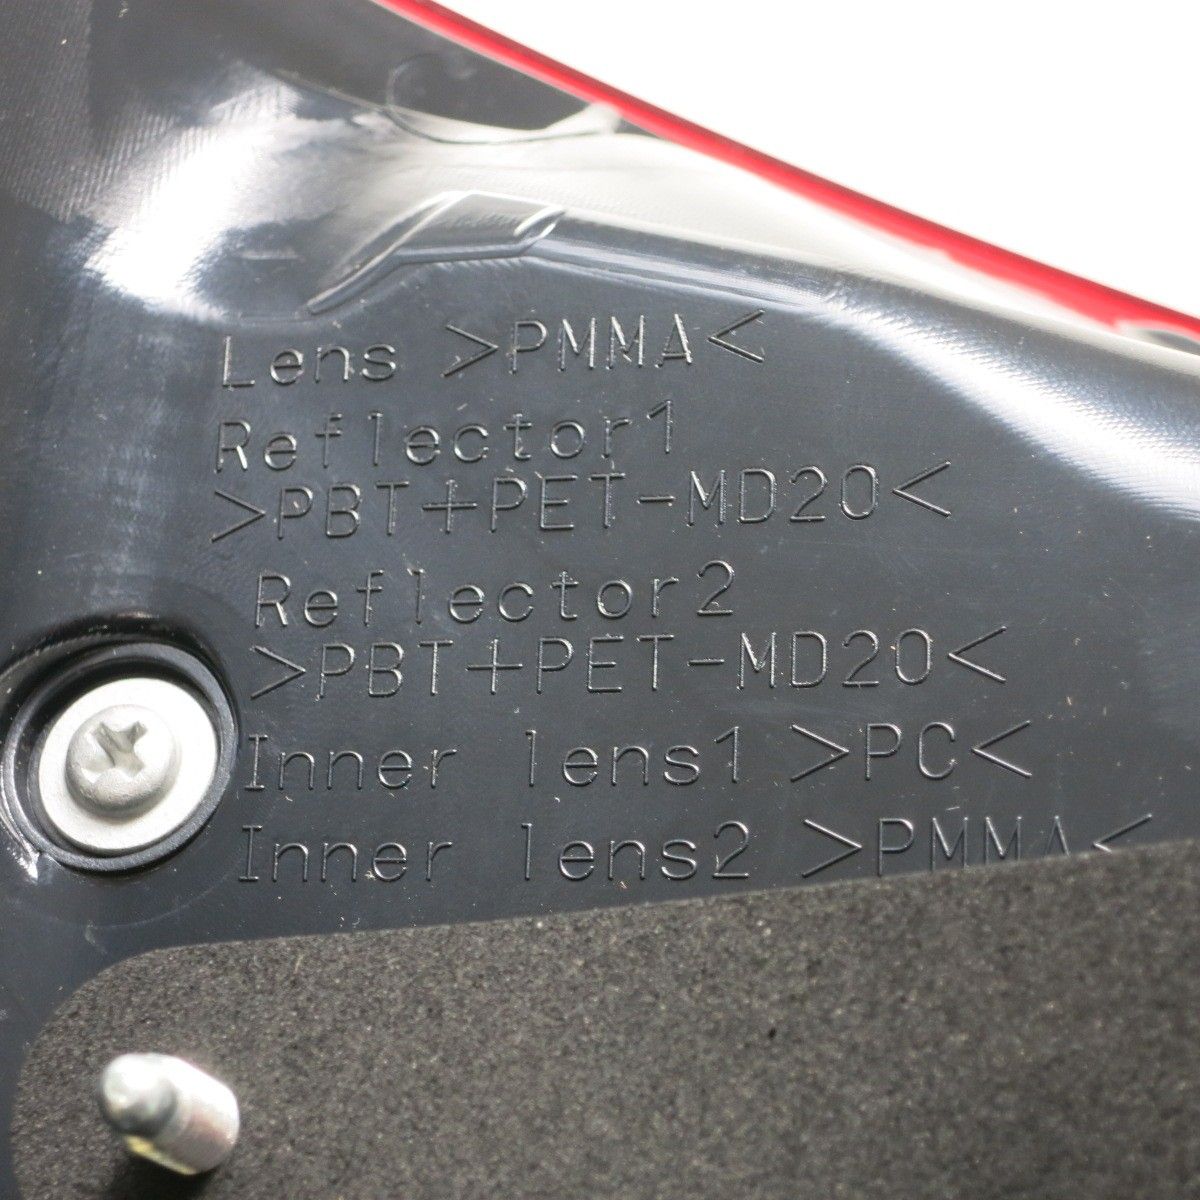 Lens >PMMA<
Reflector1
>PBT+PET-MD20<
Reflector2
>PBT+PET-MD20<
Inner lens1 >PC<
Inner lens2 >PMMA<